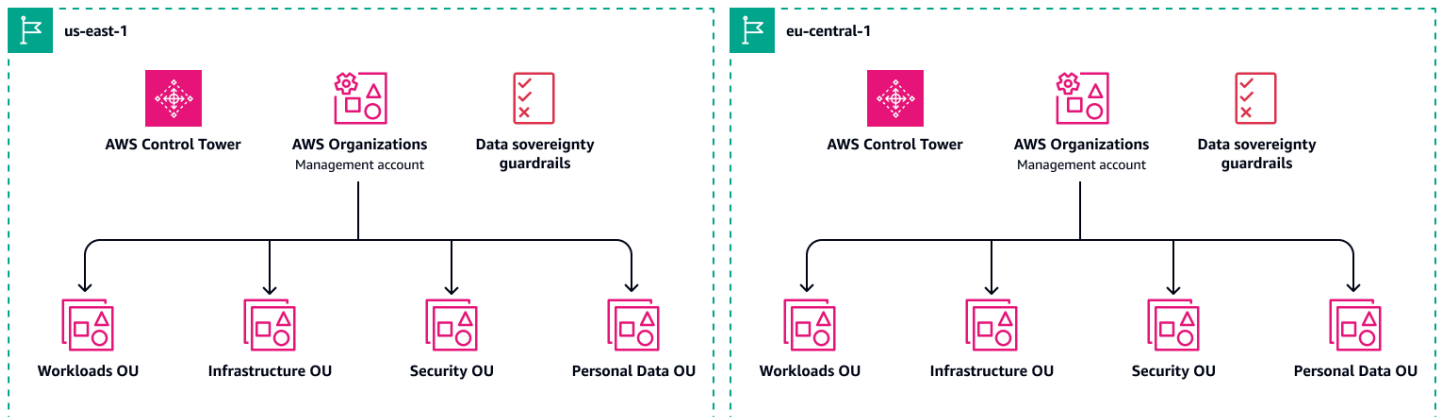 us-east-1
AWS Control Tower
AWS Organizations
Management account
Data sovereignty
guardrails
Workloads OU
Infrastructure OU
Security OU
Personal Data OU
eu-central-1
AWS Control Tower
AWS Organizations
Management account
Data sovereignty
guardrails
Workloads OU
Infrastructure OU
Security OU
Personal Data OU